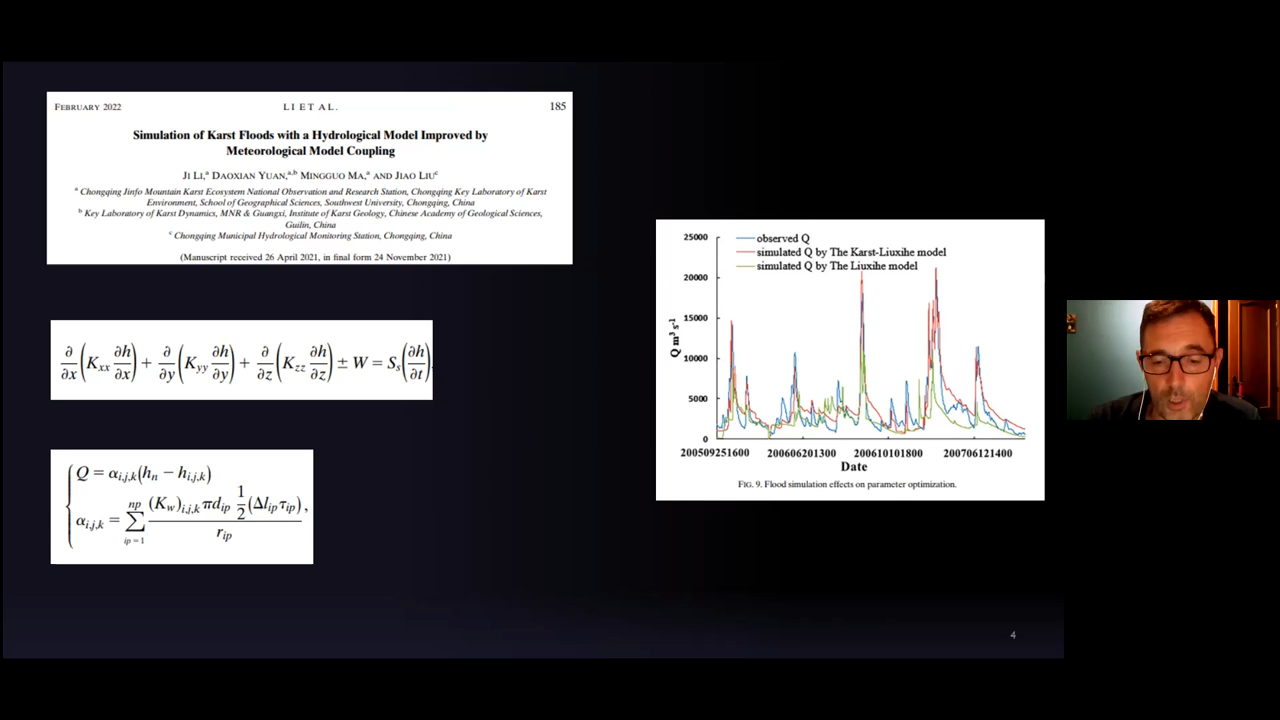 FEBRUARY 2022 LI ET AL. 185
Simulation of Karst Floods with a Hydrological Model Improved by
Meteorological Model Coupling
JI LI,a DAOXIAN YUAN,a,b MINGGUO MA,a AND JIAO LIUc
a Chongqing Jinfo Mountain Karst Ecosystem National Observation and Research Station, Chongqing Key Laboratory of Karst
Environment, School of Geographical Sciences, Southwest University, Chongqing, China
b Key Laboratory of Karst Dynamics, MNR & Guangxi, Institute of Karst Geology, Chinese Academy of Geological Sciences,
Guilin, China
c Chongqing Municipal Hydrological Monitoring Station, Chongqing, China
(Manuscript received 26 April 2021, in final form 24 November 2021)
∂/∂x (Kxx ∂h/∂x) + ∂/∂y (Kyy ∂h/∂y) + ∂/∂z (Kzz ∂h/∂z) ± W = Ss (∂h/∂t)
Q = αi,j,k(hn − hi,j,k)
αi,j,k = ∑ip=1np (Kw)i,j,k πdip 1/2 (Δlip τip) / rip ,
observed Q
simulated Q by The Karst-Liuxihe model
simulated Q by The Liuxihe model
25000
20000
15000
10000
5000
0
Q m³ s⁻¹
200509251600 200606201300 200610101800 200706121400
Date
FIG. 9. Flood simulation effects on parameter optimization.
4